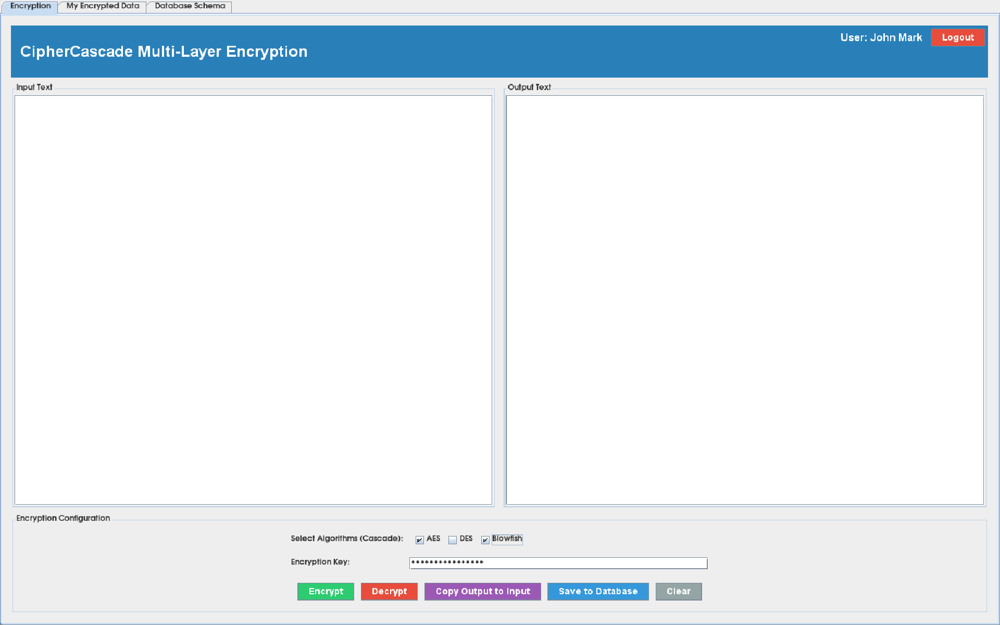 Encryption My Encrypted Data Database Schema
User: John Mark Logout
CipherCascade Multi-Layer Encryption
Input Text Output Text
Encryption Configuration
Select Algorithms (Cascade): AES DES Blowfish
Encryption Key: ****************
Encrypt Decrypt Copy Output to Input Save to Database Clear